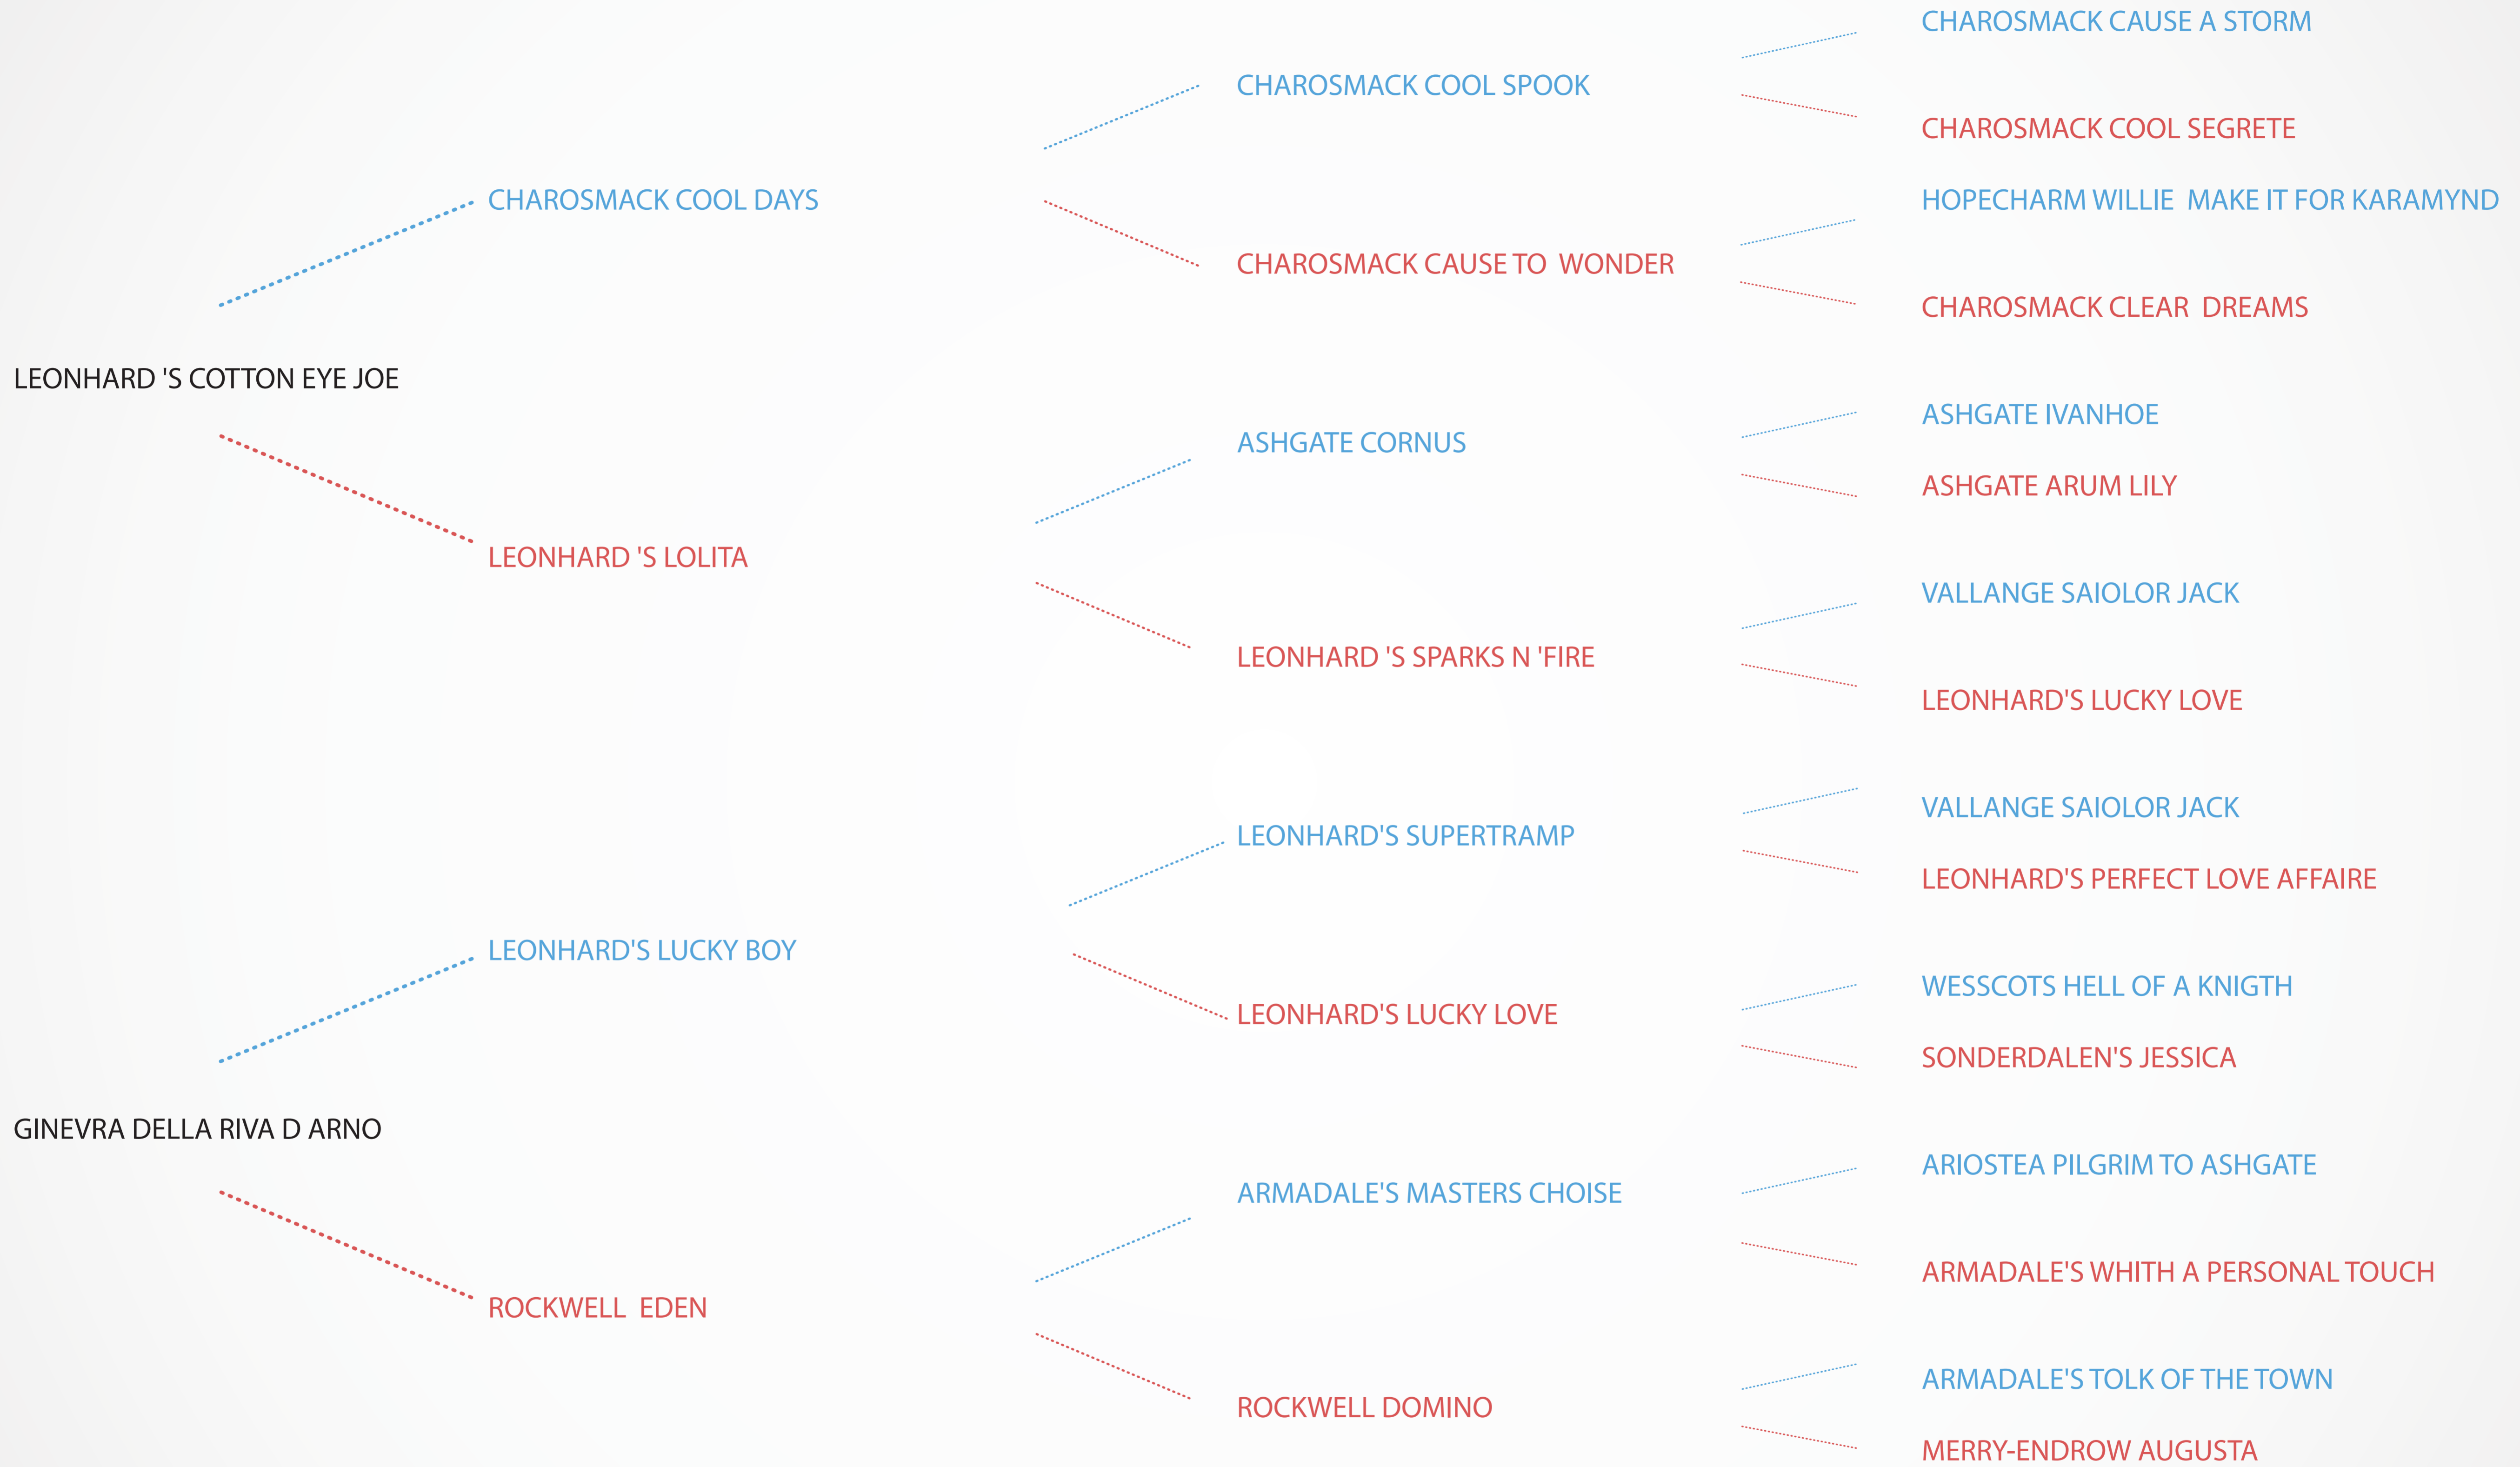 CHAROSMACK CAUSE A STORM
CHAROSMACK COOL SPOOK
CHAROSMACK COOL SEGRETE
CHAROSMACK COOL DAYS
HOPECHARM WILLIE  MAKE IT FOR KARAMYND
CHAROSMACK CAUSE TO  WONDER
CHAROSMACK CLEAR  DREAMS
LEONHARD 'S COTTON EYE JOE
ASHGATE IVANHOE
ASHGATE CORNUS
ASHGATE ARUM LILY
LEONHARD 'S LOLITA
VALLANGE SAIOLOR JACK
LEONHARD 'S SPARKS N 'FIRE
LEONHARD'S LUCKY LOVE
VALLANGE SAIOLOR JACK
LEONHARD'S SUPERTRAMP
LEONHARD'S PERFECT LOVE AFFAIRE
LEONHARD'S LUCKY BOY
WESSCOTS HELL OF A KNIGTH
LEONHARD'S LUCKY LOVE
SONDERDALEN'S JESSICA
GINEVRA DELLA RIVA D ARNO
ARIOSTEA PILGRIM TO ASHGATE
ARMADALE'S MASTERS CHOISE
ARMADALE'S WHITH A PERSONAL TOUCH
ROCKWELL  EDEN
ARMADALE'S TOLK OF THE TOWN
ROCKWELL DOMINO
MERRY-ENDROW AUGUSTA